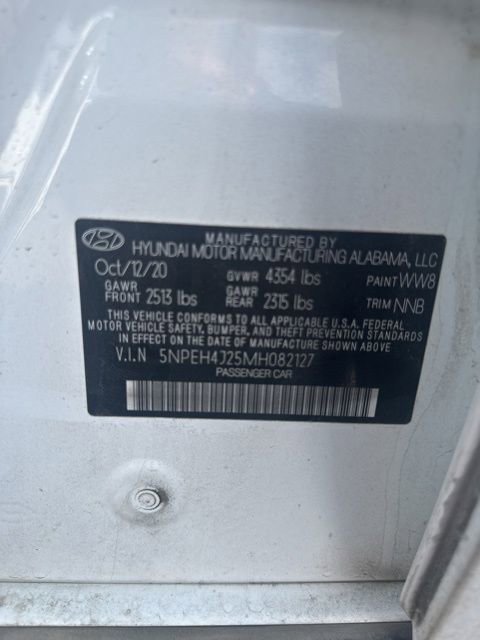 MANUFACTURED BY
HYUNDAI MOTOR MANUFACTURING ALABAMA, LLC
Oct/12/20 GVWR 4354 lbs PAINT WW8
GAWR FRONT 2513 lbs GAWR REAR 2315 lbs TRIM NNB
THIS VEHICLE CONFORMS TO ALL APPLICABLE U.S.A. FEDERAL
MOTOR VEHICLE SAFETY, BUMPER, AND THEFT PREVENTION STANDARDS
IN EFFECT ON THE DATE OF MANUFACTURE SHOWN ABOVE.
V.I.N 5NPEH4J25MH082127
PASSENGER CAR